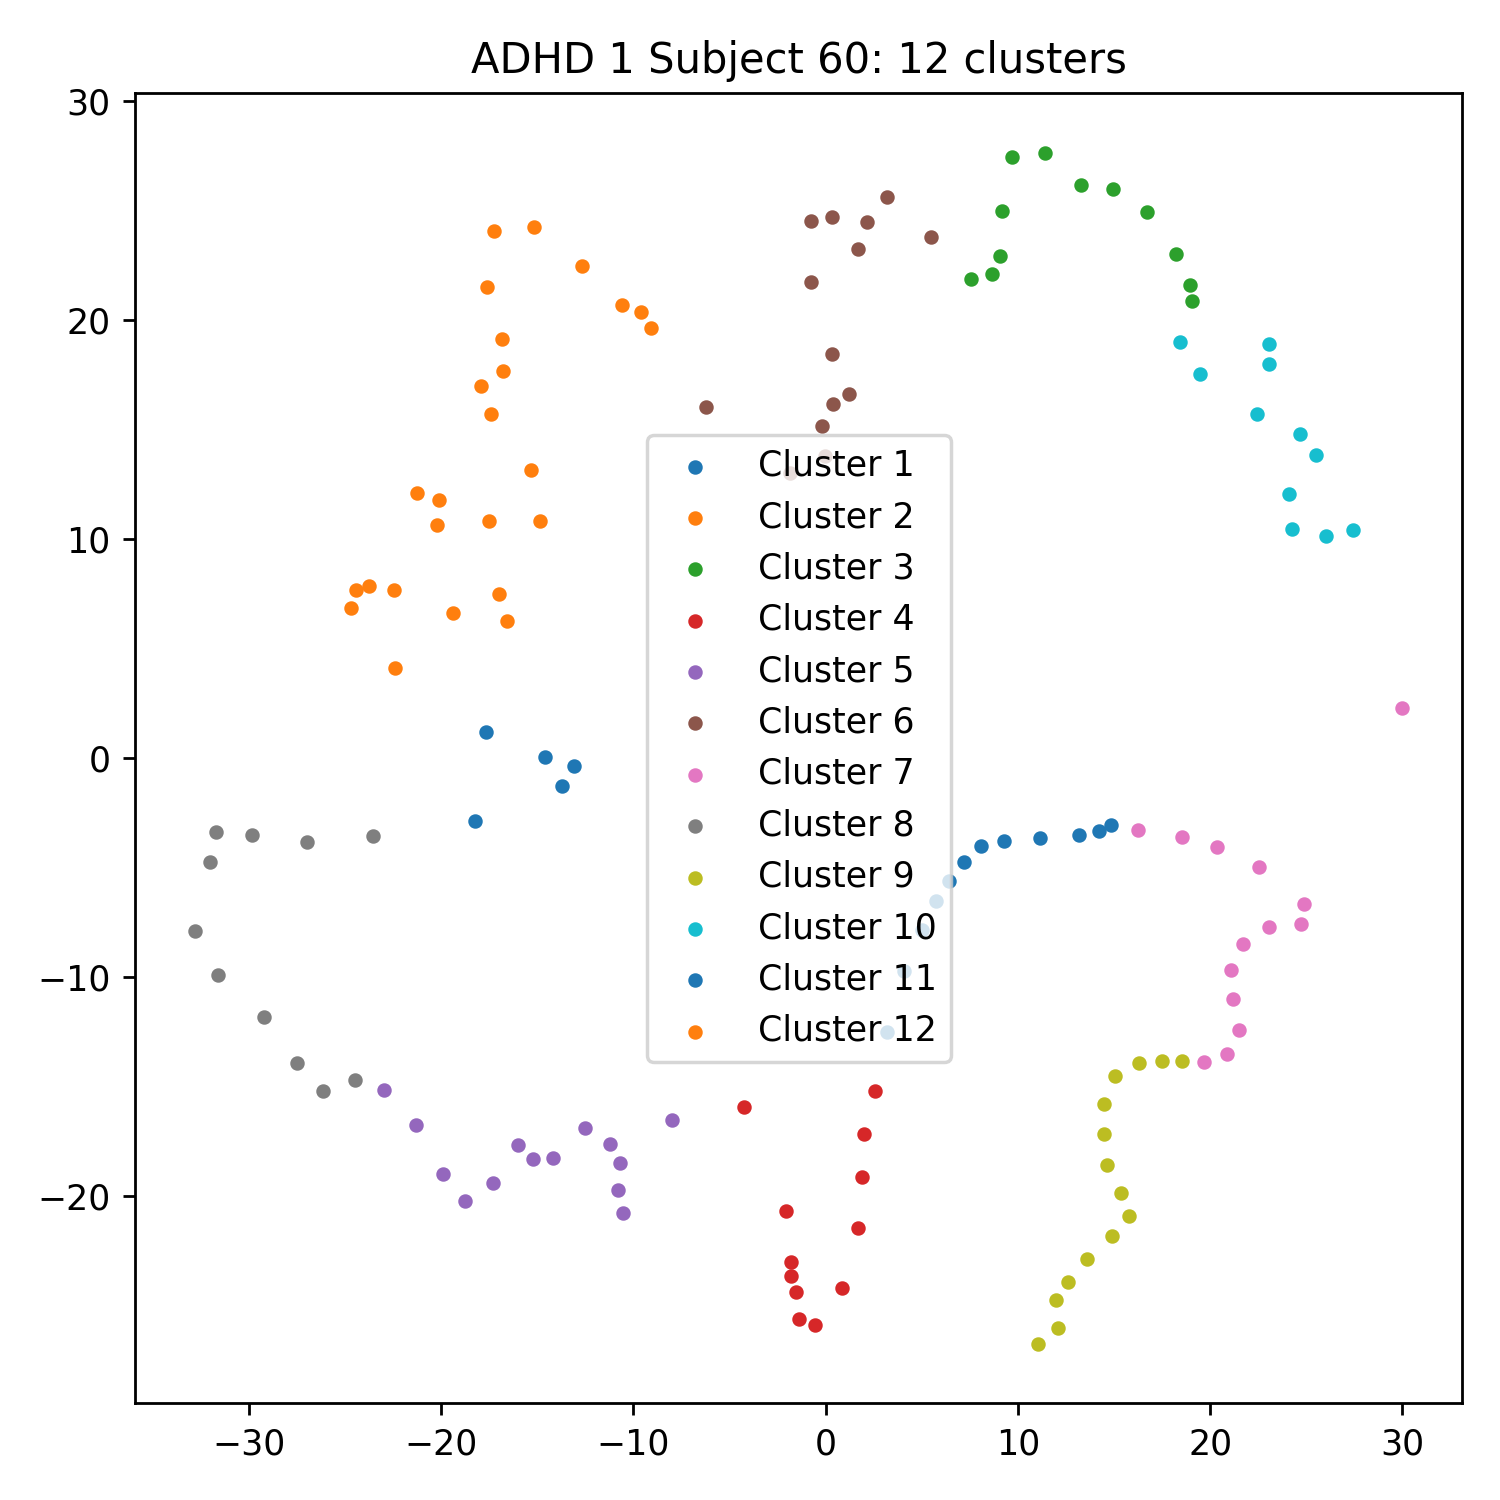 ADHD 1 Subject 60: 12 clusters
30
20
10
0
−10
−20
−30
−20
−10
0
10
20
30
Cluster 1
Cluster 2
Cluster 3
Cluster 4
Cluster 5
Cluster 6
Cluster 7
Cluster 8
Cluster 9
Cluster 10
Cluster 11
Cluster 12